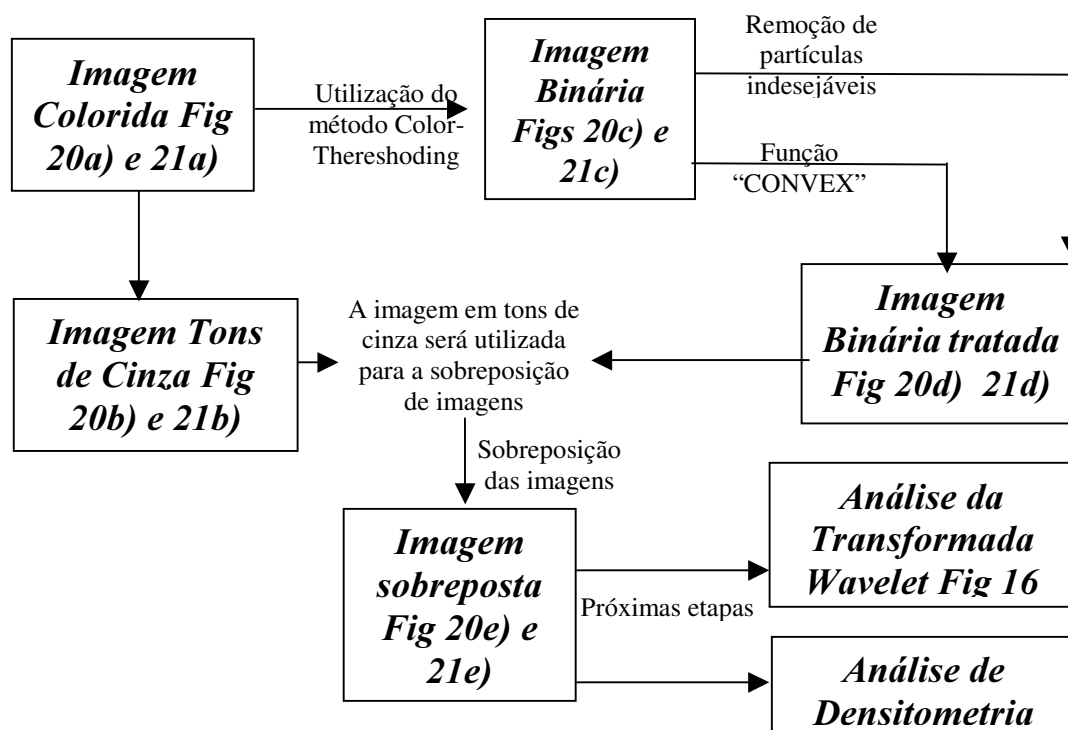 Imagem
Colorida Fig
20a) e 21a)
Utilização do
método Color-
Thereshoding
Imagem
Binária
Figs 20c) e
21c)
Remoção de
partículas
indesejáveis
Função
“CONVEX”
Imagem Tons
de Cinza Fig
20b) e 21b)
A imagem em tons de
cinza será utilizada
para a sobreposição
de imagens
Imagem
Binária tratada
Fig 20d)  21d)
Sobreposição
das imagens
Imagem
sobreposta
Fig 20e) e
21e)
Próximas etapas
Análise da
Transformada
Wavelet Fig 16
Análise de
Densitometria